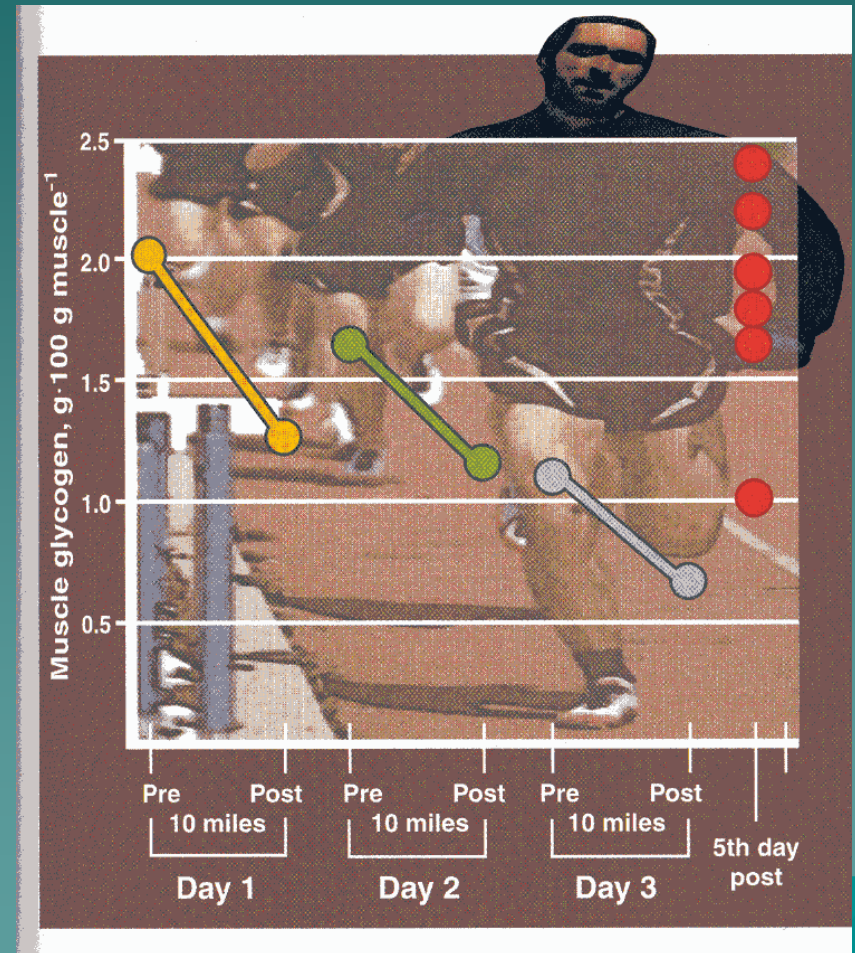 Muscle glycogen, g·100 g muscle⁻¹
2.5
2.0
1.5
1.0
0.5
Pre Post Pre Post Pre Post
10 miles 10 miles 10 miles
5th day
post
Day 1 Day 2 Day 3